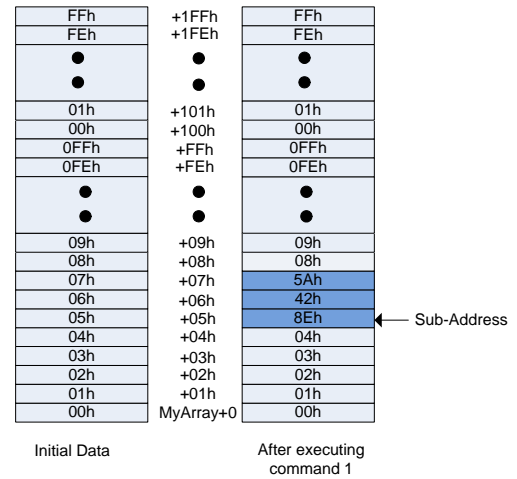 FFh +1FFh FFh
FEh +1FEh FEh
01h +101h 01h
00h +100h 00h
0FFh +FFh 0FFh
0FEh +FEh 0FEh
09h +09h 09h
08h +08h 08h
07h +07h 5Ah
06h +06h 42h
05h +05h 8Eh Sub-Address
04h +04h 04h
03h +03h 03h
02h +02h 02h
01h +01h 01h
00h MyArray+0 00h
Initial Data After executing
command 1